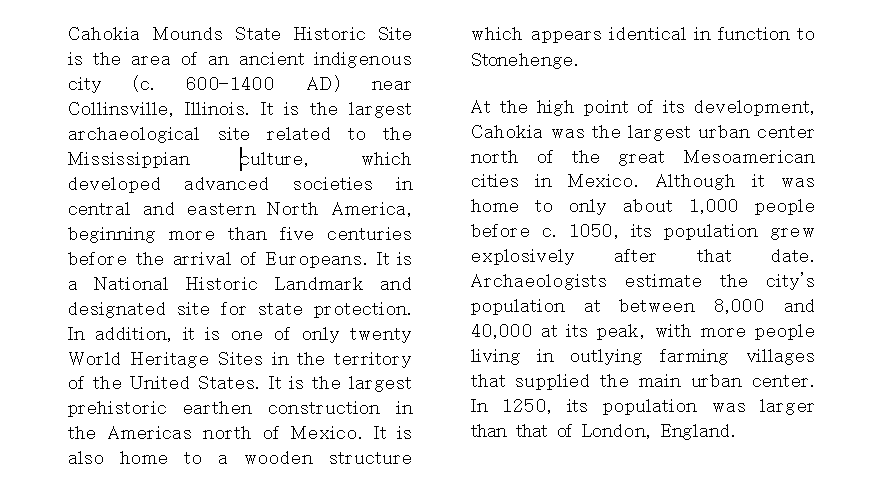 Cahokia Mounds State Historic Site
is the area of an ancient indigenous
city (c. 600-1400 AD) near
Collinsville, Illinois. It is the largest
archaeological site related to the
Mississippian culture, which
developed advanced societies in
central and eastern North America,
beginning more than five centuries
before the arrival of Europeans. It is
a National Historic Landmark and
designated site for state protection.
In addition, it is one of only twenty
World Heritage Sites in the territory
of the United States. It is the largest
prehistoric earthen construction in
the Americas north of Mexico. It is
also home to a wooden structure
which appears identical in function to
Stonehenge.
At the high point of its development,
Cahokia was the largest urban center
north of the great Mesoamerican
cities in Mexico. Although it was
home to only about 1,000 people
before c. 1050, its population grew
explosively after that date.
Archaeologists estimate the city's
population at between 8,000 and
40,000 at its peak, with more people
living in outlying farming villages
that supplied the main urban center.
In 1250, its population was larger
than that of London, England.